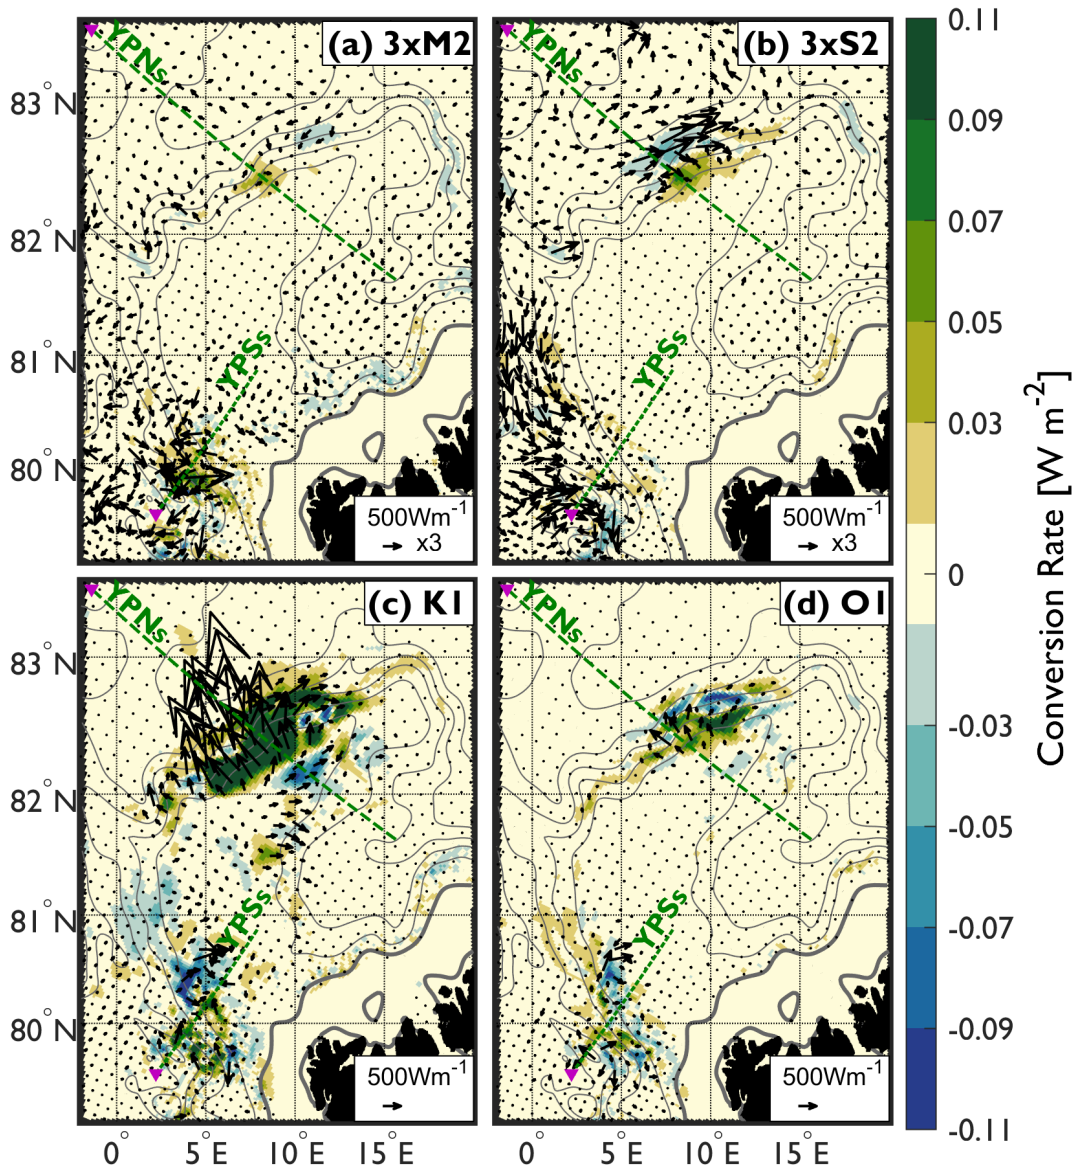 (a) 3xM2
YPNs
YPSs
500Wm-1
x3
(b) 3xS2
YPNs
YPSs
500Wm-1
x3
83°N
82°N
81°N
80°N
(c) K1
YPNs
YPSs
500Wm-1
(d) O1
YPNs
YPSs
500Wm-1
83°N
82°N
81°N
80°N
0° 5°E 10°E 15°E
0° 5°E 10°E 15°E
0.11
0.09
0.07
0.05
0.03
0
-0.03
-0.05
-0.07
-0.09
-0.11
Conversion Rate [W m-2]